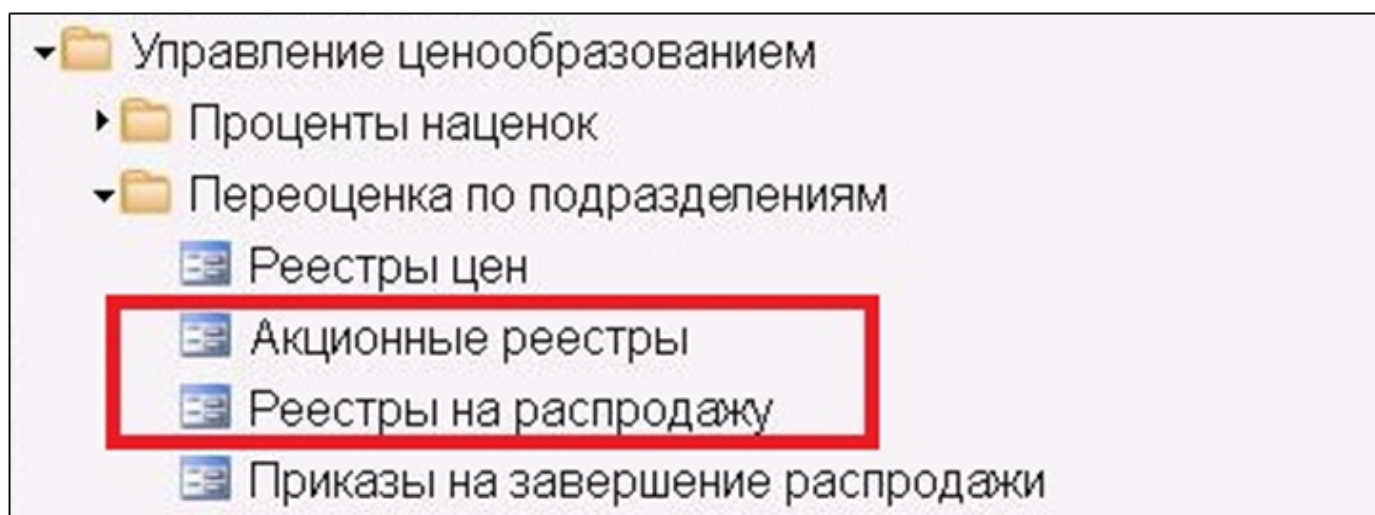 Управление ценообразованием
Проценты наценок
Переоценка по подразделениям
Реестры цен
Акционные реестры
Реестры на распродажу
Приказы на завершение распродажи